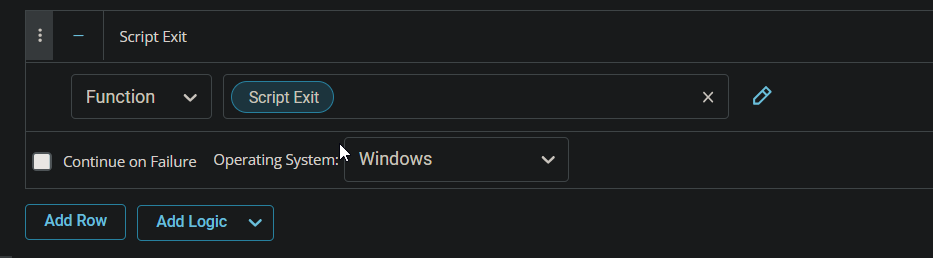 Script Exit
Function Script Exit
Continue on Failure Operating System: Windows
Add Row Add Logic